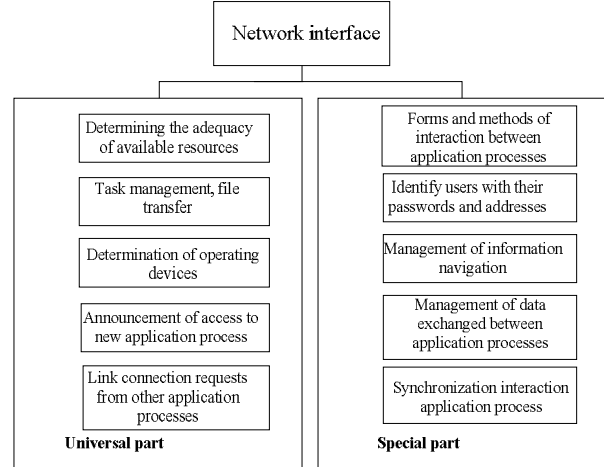 Network interface
Determining the adequacy
of available resources
Task management, file
transfer
Determination of operating
devices
Announcement of access to
new application process
Link connection requests
from other application
processes
Universal part
Forms and methods of
interaction between
application processes
Identify users with their
passwords and addresses
Management of information
navigation
Management of data
exchanged between
application processes
Synchronization interaction
application process
Special part